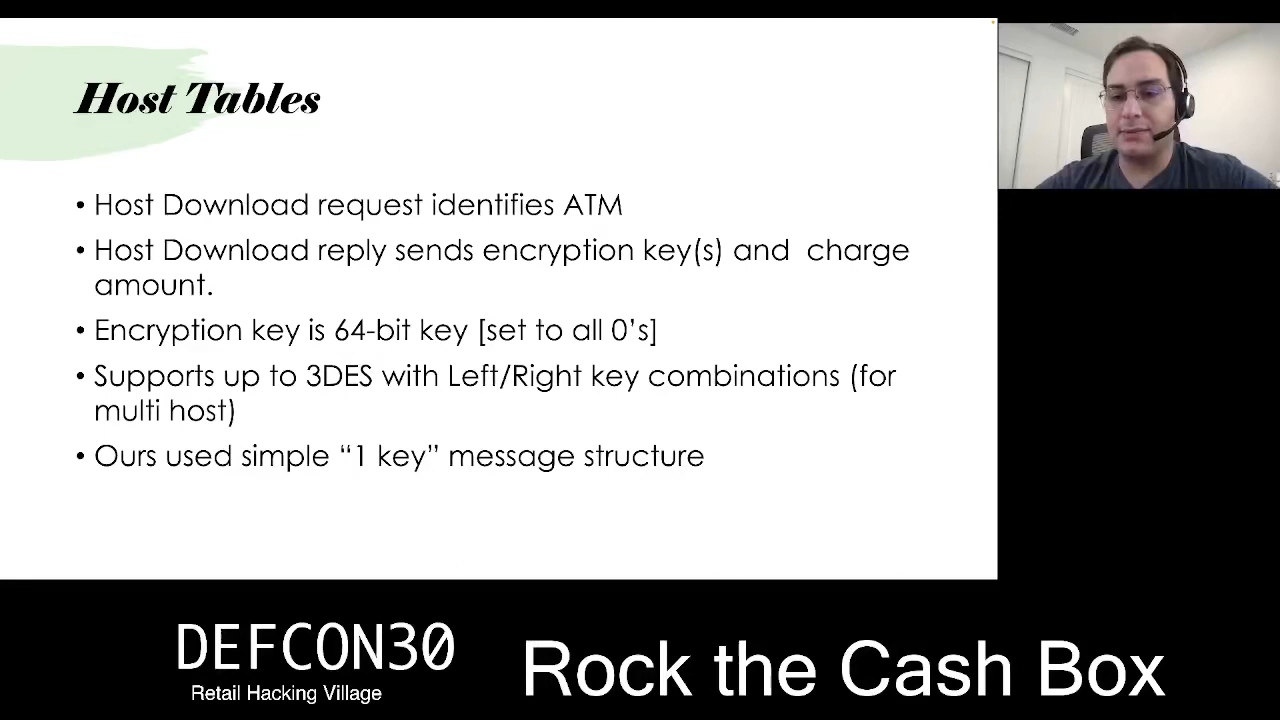 Host Tables
• Host Download request identifies ATM
• Host Download reply sends encryption key(s) and  charge
amount.
• Encryption key is 64-bit key [set to all 0’s]
• Supports up to 3DES with Left/Right key combinations (for
multi host)
• Ours used simple “1 key” message structure
DEFCON30
Retail Hacking Village
Rock the Cash Box